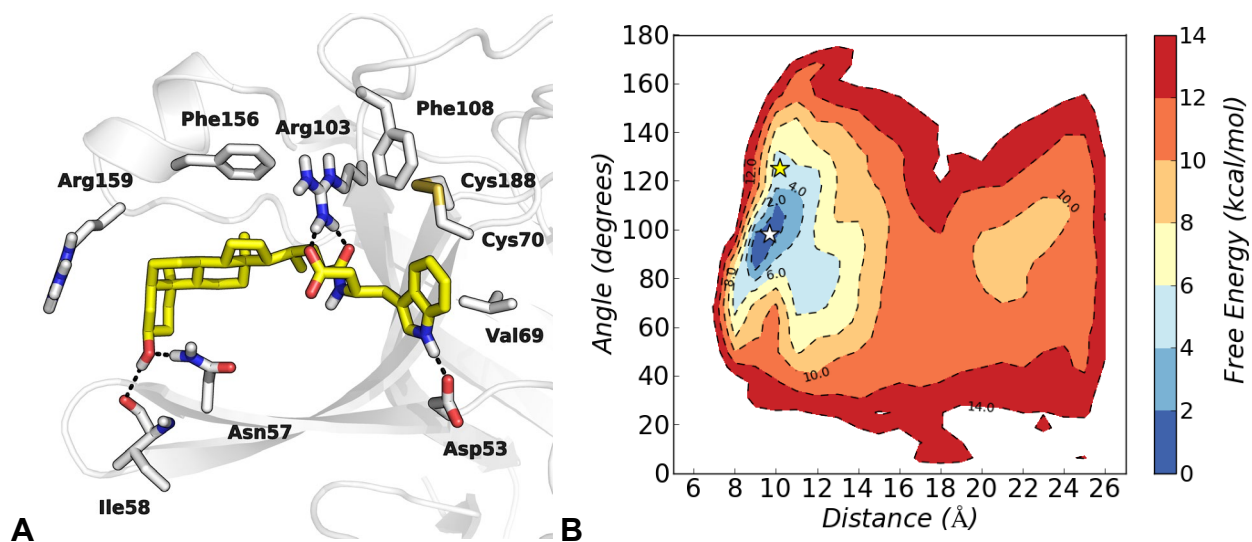 Phe156
Arg103
Phe108
Arg159
Cys188
Cys70
Val69
Asn57
Asp53
Ile58
A
180
160
140
120
100
80
60
40
20
0
Angle (degrees)
12.0
4.0
2.0
6.0
8.0
10.0
10.0
14.0
6 8 10 12 14 16 18 20 22 24 26
Distance (Å)
B
14
12
10
8
6
4
2
0
Free Energy (kcal/mol)